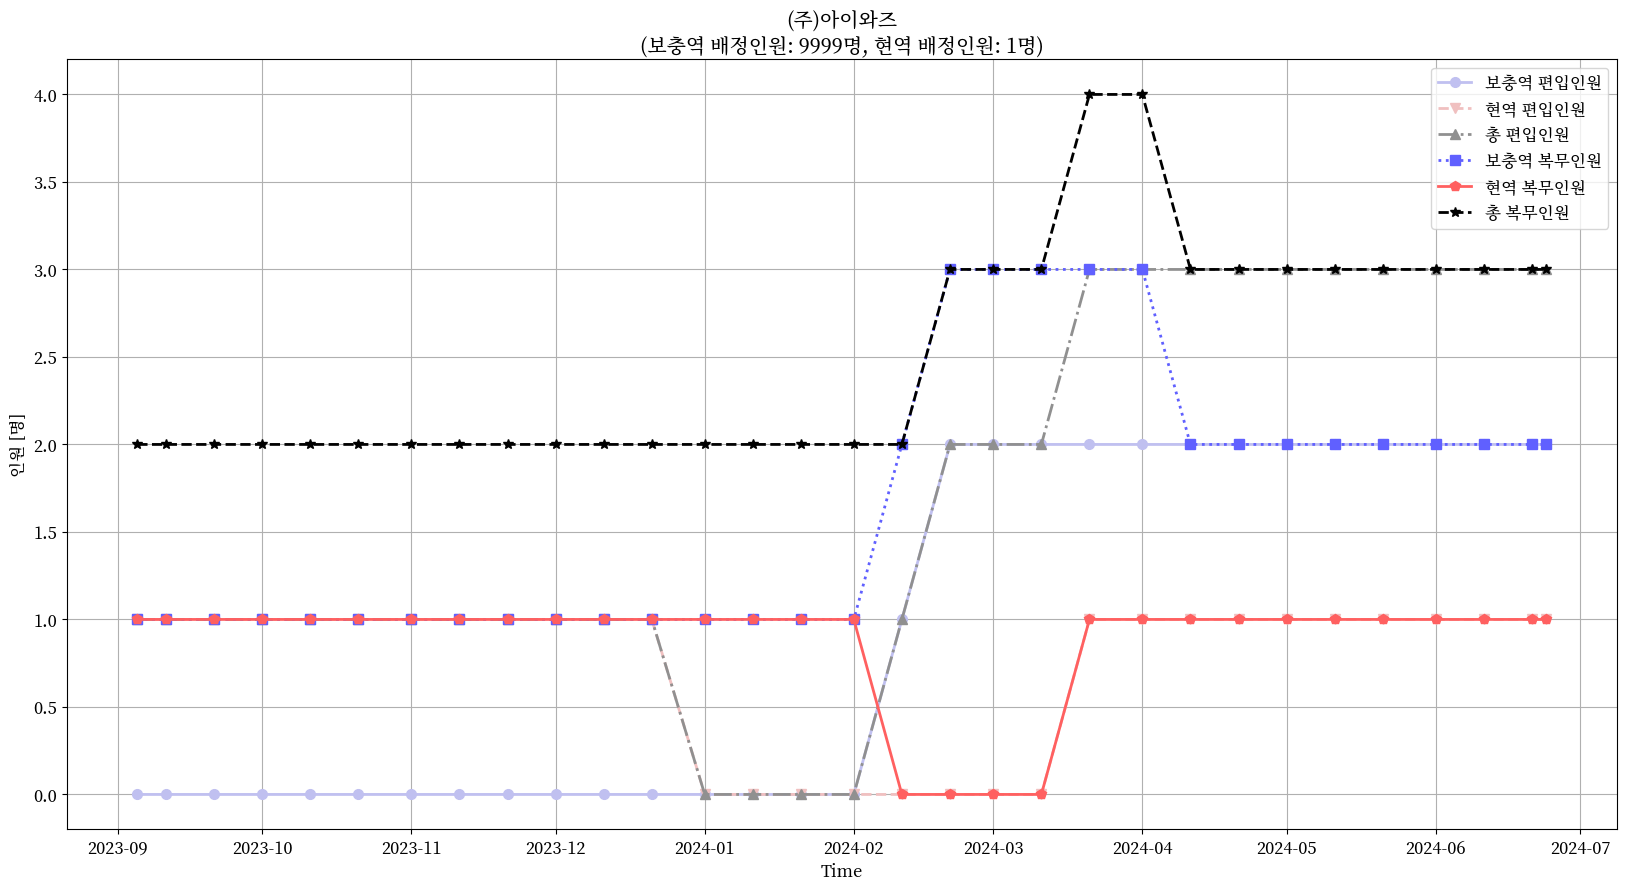 (주)아이와즈
(보충역 배정인원: 9999명, 현역 배정인원: 1명)
보충역 편입인원
현역 편입인원
총 편입인원
보충역 복무인원
현역 복무인원
총 복무인원
4.0
3.5
3.0
2.5
2.0
1.5
1.0
0.5
0.0
인원 [명]
2023-09 2023-10 2023-11 2023-12 2024-01 2024-02 2024-03 2024-04 2024-05 2024-06 2024-07
Time